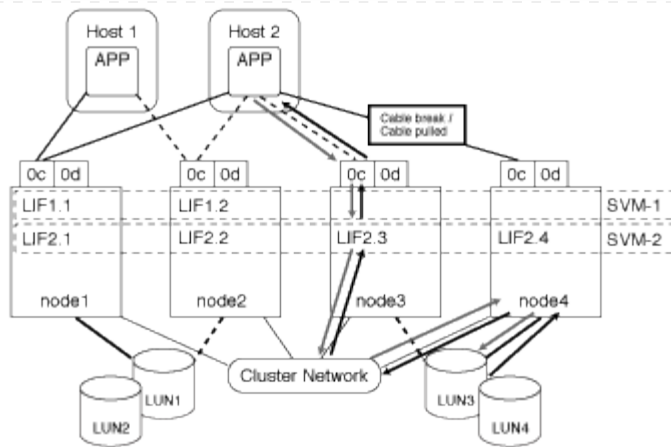 Host 1
Host 2
APP
APP
Cable break /
Cable pulled
0c
0d
0c
0d
0c
0d
0c
0d
LIF1.1
LIF1.2
SVM-1
LIF2.1
LIF2.2
LIF2.3
LIF2.4
SVM-2
node1
node2
node3
node4
Cluster Network
LUN1
LUN2
LUN3
LUN4